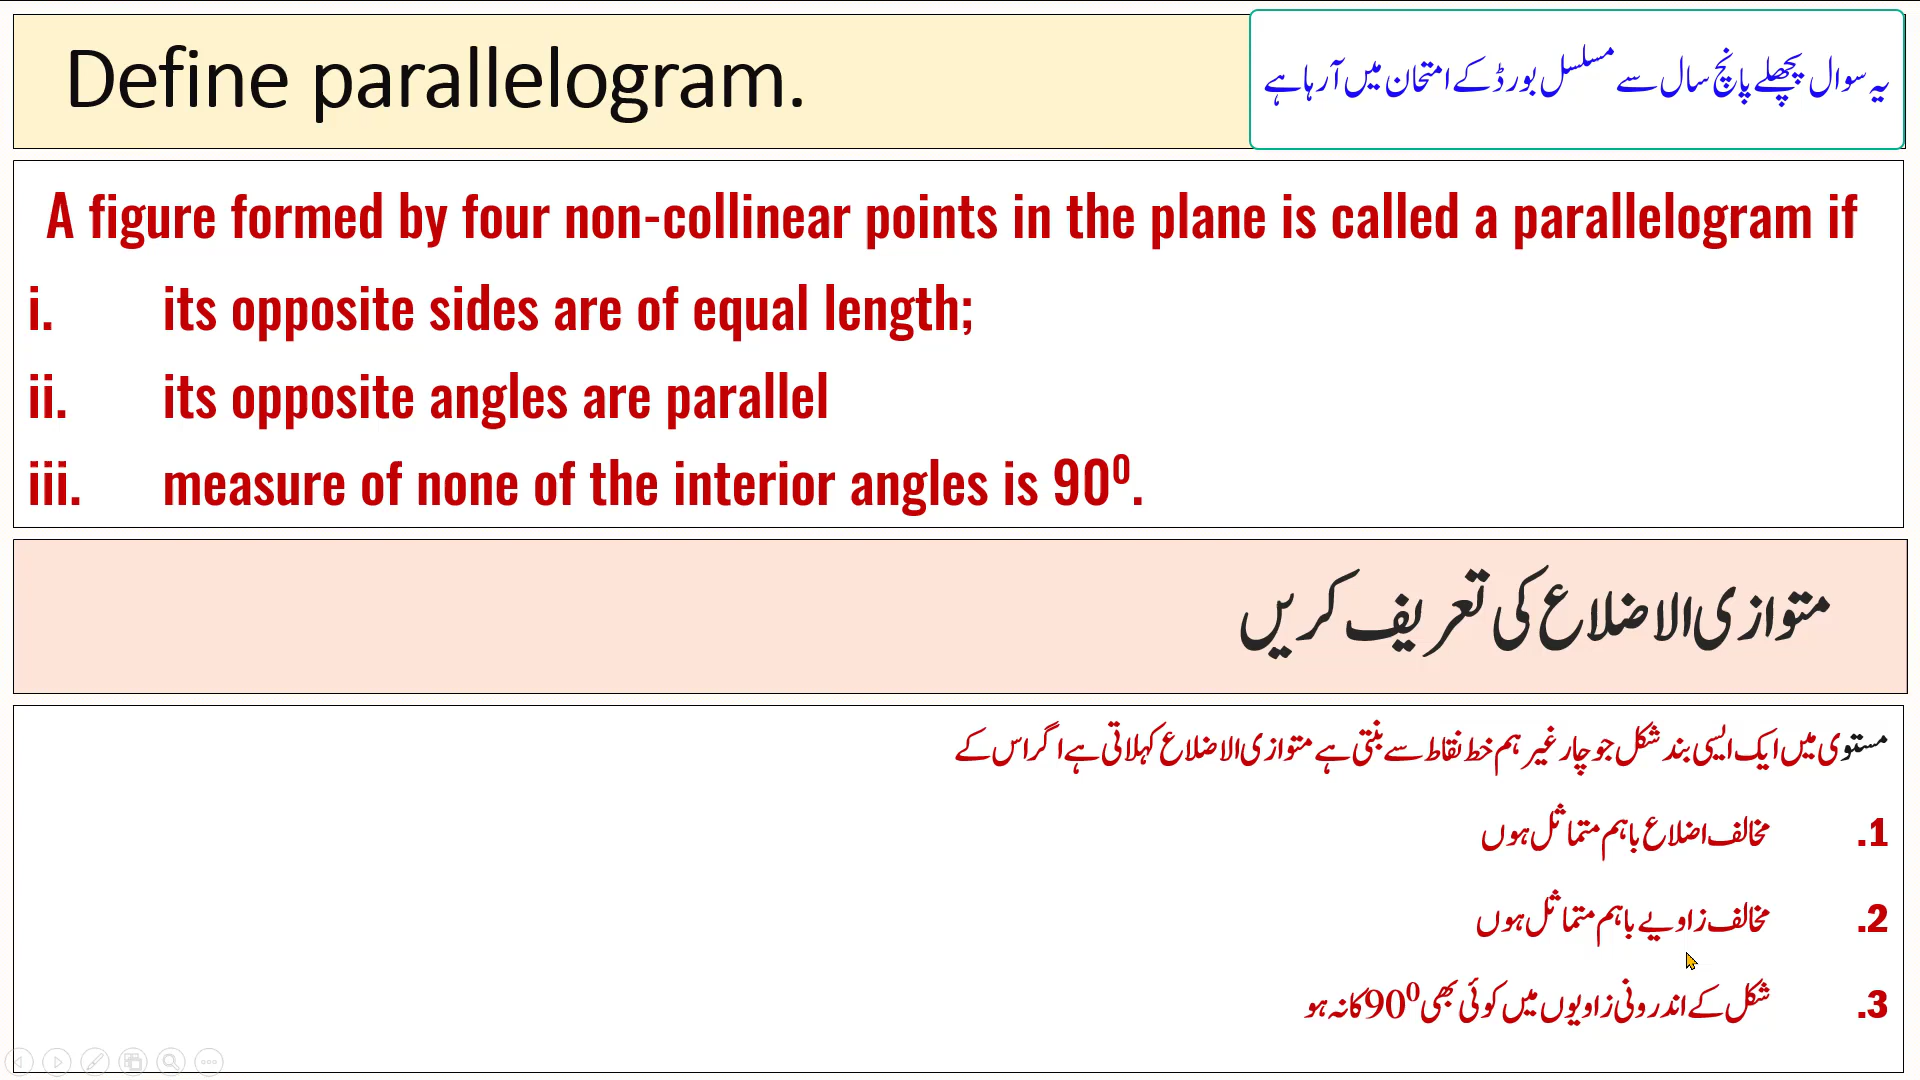 Define parallelogram.
یہ سوال پچھلے پانچ سال سے مسلسل بورڈ کے امتحان میں آ رہا ہے
A figure formed by four non-collinear points in the plane is called a parallelogram if
i. its opposite sides are of equal length;
ii. its opposite angles are parallel
iii. measure of none of the interior angles is 90⁰.
متوازی الاضلاع کی تعریف کریں
مستوی میں ایک ایسی بند شکل جو چار غیر ہم خط نقاط سے بنتی ہے متوازی الاضلاع کہلاتی ہے اگر اس کے
1. مخالف اضلاع باہم متماثل ہوں
2. مخالف زاویے باہم متماثل ہوں
3. شکل کے اندرونی زاویوں میں کوئی بھی 90⁰ کا نہ ہو